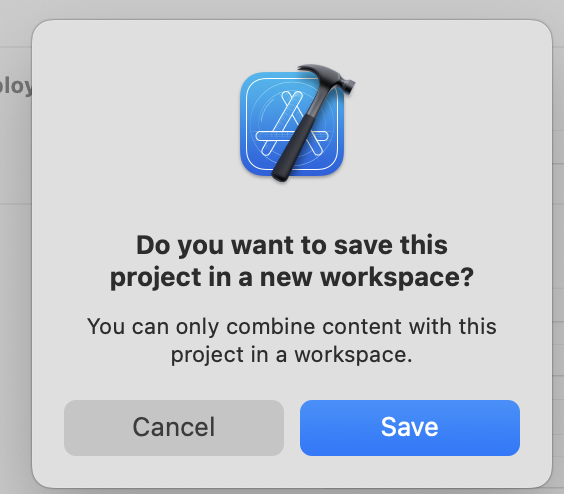 ploy
Do you want to save this
project in a new workspace?
You can only combine content with this
project in a workspace.
Cancel
Save